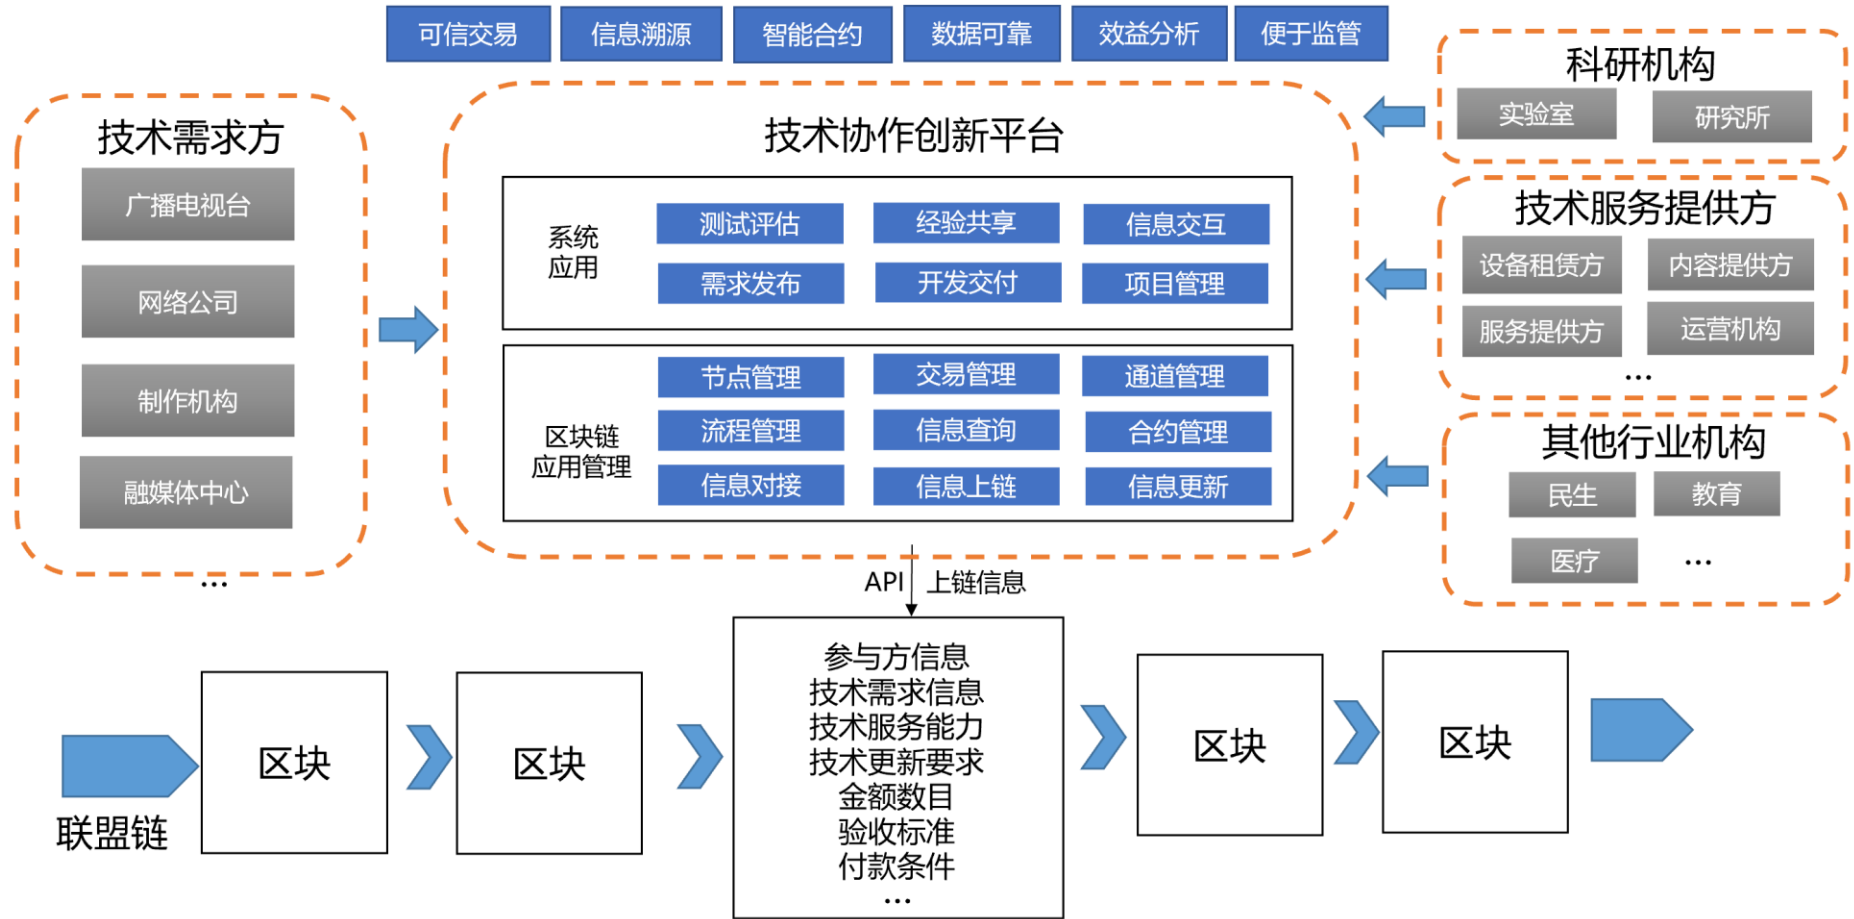 可信交易
信息溯源
智能合约
数据可靠
效益分析
便于监管
技术需求方
广播电视台
网络公司
制作机构
融媒体中心
...
技术协作创新平台
系统
应用
测试评估
经验共享
信息交互
需求发布
开发交付
项目管理
区块链
应用管理
节点管理
交易管理
通道管理
流程管理
信息查询
合约管理
信息对接
信息上链
信息更新
科研机构
实验室
研究所
技术服务提供方
设备租赁方
内容提供方
服务提供方
运营机构
...
其他行业机构
民生
教育
医疗
...
API
上链信息
联盟链
区块
区块
参与方信息
技术需求信息
技术服务能力
技术更新要求
金额数目
验收标准
付款条件
...
区块
区块